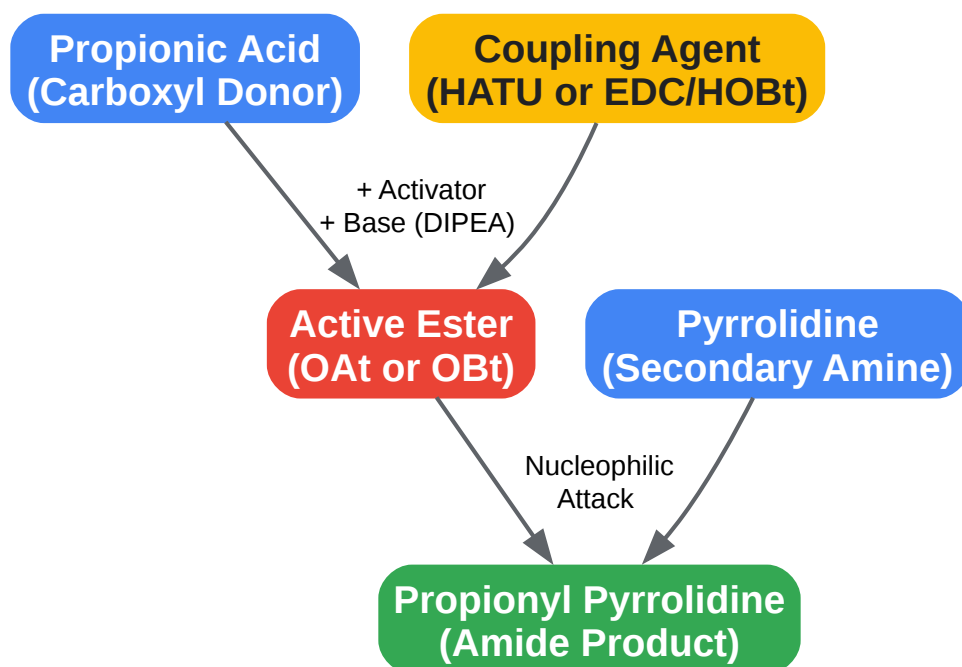 Propionic Acid
(Carboxyl Donor)
Coupling Agent
(HATU or EDC/HOBt)
+ Activator
+ Base (DIPEA)
Active Ester
(OAt or OBt)
Pyrrolidine
(Secondary Amine)
Nucleophilic
Attack
Propionyl Pyrrolidine
(Amide Product)